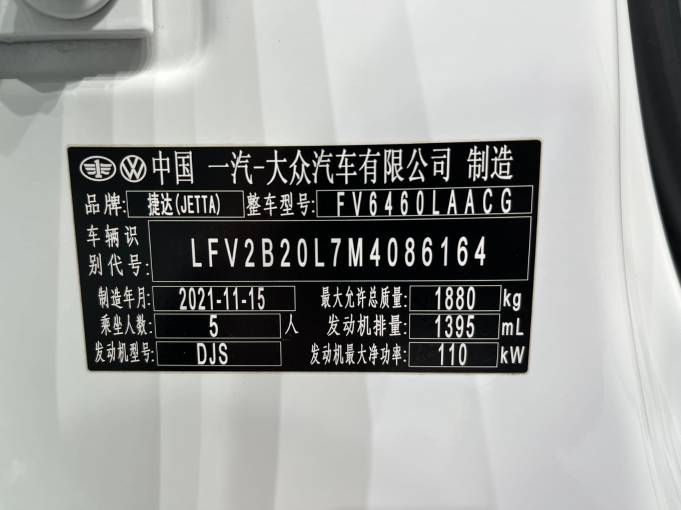 中国 一汽-大众汽车有限公司 制造
品牌: 捷达(JETTA) 整车型号: FV6460LAACG
车辆识别代号: LFV2B20L7M4086164
制造年月: 2021-11-15 最大允许总质量: 1880 kg
乘坐人数: 5 人 发动机排量: 1395 mL
发动机型号: DJS 发动机最大净功率: 110 kW